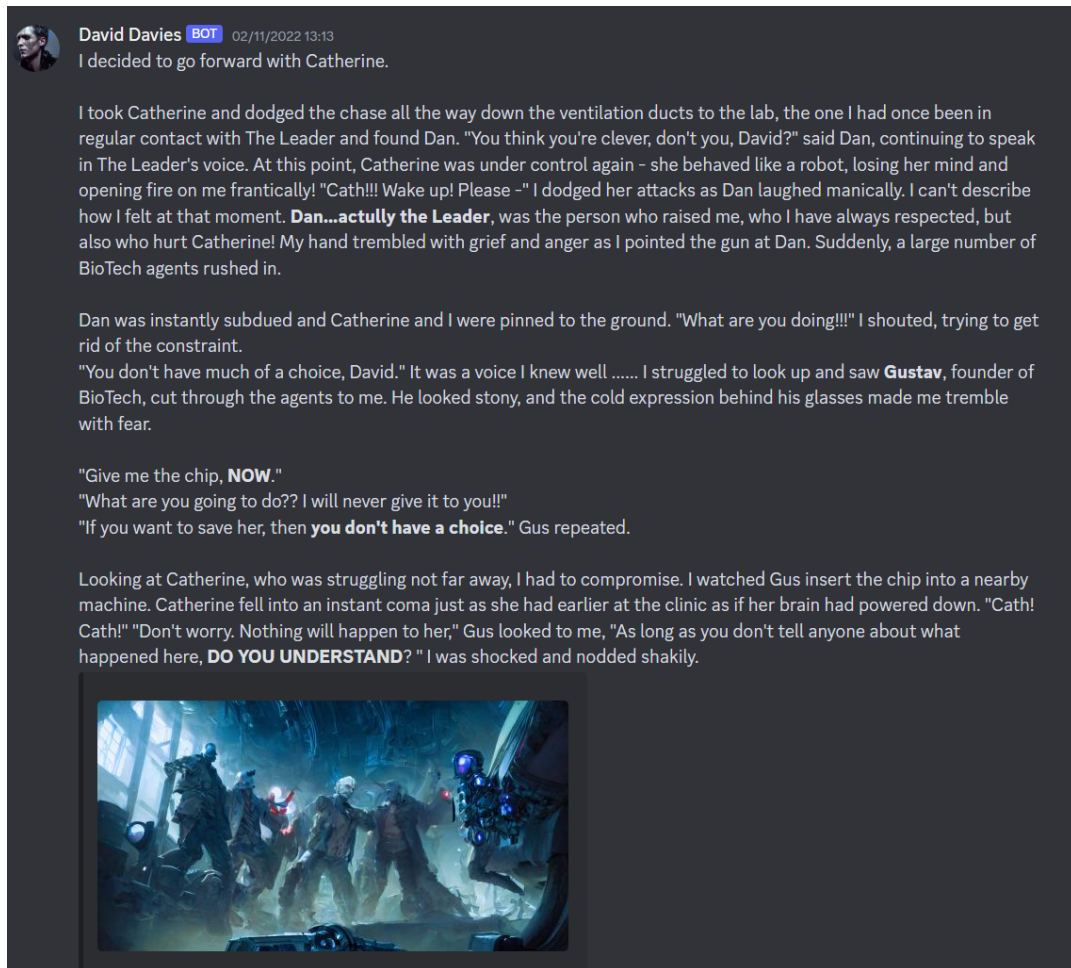 David Davies BOT 02/11/2022 13:13
I decided to go forward with Catherine.
I took Catherine and dodged the chase all the way down the ventilation ducts to the lab, the one I had once been in
regular contact with The Leader and found Dan. "You think you're clever, don't you, David?" said Dan, continuing to speak
in The Leader's voice. At this point, Catherine was under control again - she behaved like a robot, losing her mind and
opening fire on me frantically! "Cath!!! Wake up! Please -" I dodged her attacks as Dan laughed manically. I can't describe
how I felt at that moment. Dan...actully the Leader, was the person who raised me, who I have always respected, but
also who hurt Catherine! My hand trembled with grief and anger as I pointed the gun at Dan. Suddenly, a large number of
BioTech agents rushed in.
Dan was instantly subdued and Catherine and I were pinned to the ground. "What are you doing!!!" I shouted, trying to get
rid of the constraint.
"You don't have much of a choice, David." It was a voice I knew well ...... I struggled to look up and saw Gustav, founder of
BioTech, cut through the agents to me. He looked stony, and the cold expression behind his glasses made me tremble
with fear.
"Give me the chip, NOW."
"What are you going to do?? I will never give it to you!!"
"If you want to save her, then you don't have a choice." Gus repeated.
Looking at Catherine, who was struggling not far away, I had to compromise. I watched Gus insert the chip into a nearby
machine. Catherine fell into an instant coma just as she had earlier at the clinic as if her brain had powered down. "Cath!
Cath!" "Don't worry. Nothing will happen to her," Gus looked to me, "As long as you don't tell anyone about what
happened here, DO YOU UNDERSTAND? " I was shocked and nodded shakily.